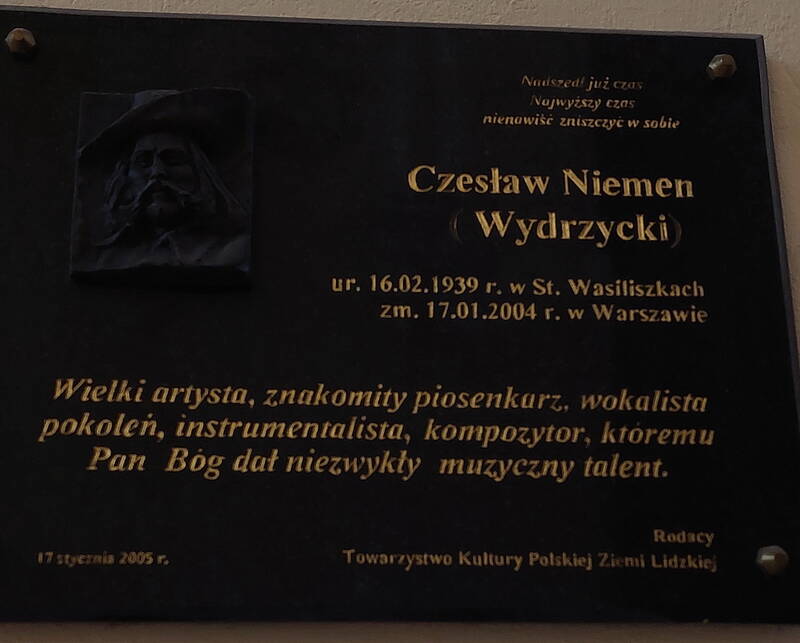 Nadszedł już czas
Najwyższy czas
nienawiść zniszczyć w sobie
Czesław Niemen
( Wydrzycki)
ur. 16.02.1939 r. w St. Wasiliszkach
zm. 17.01.2004 r. w Warszawie
Wielki artysta, znakomity piosenkarz, wokalista
pokoleń, instrumentalista, kompozytor, któremu
Pan Bóg dał niezwykły muzyczny talent.
Rodacy
17 stycznia 2005 r. Towarzystwo Kultury Polskiej Ziemi Lidzkiej